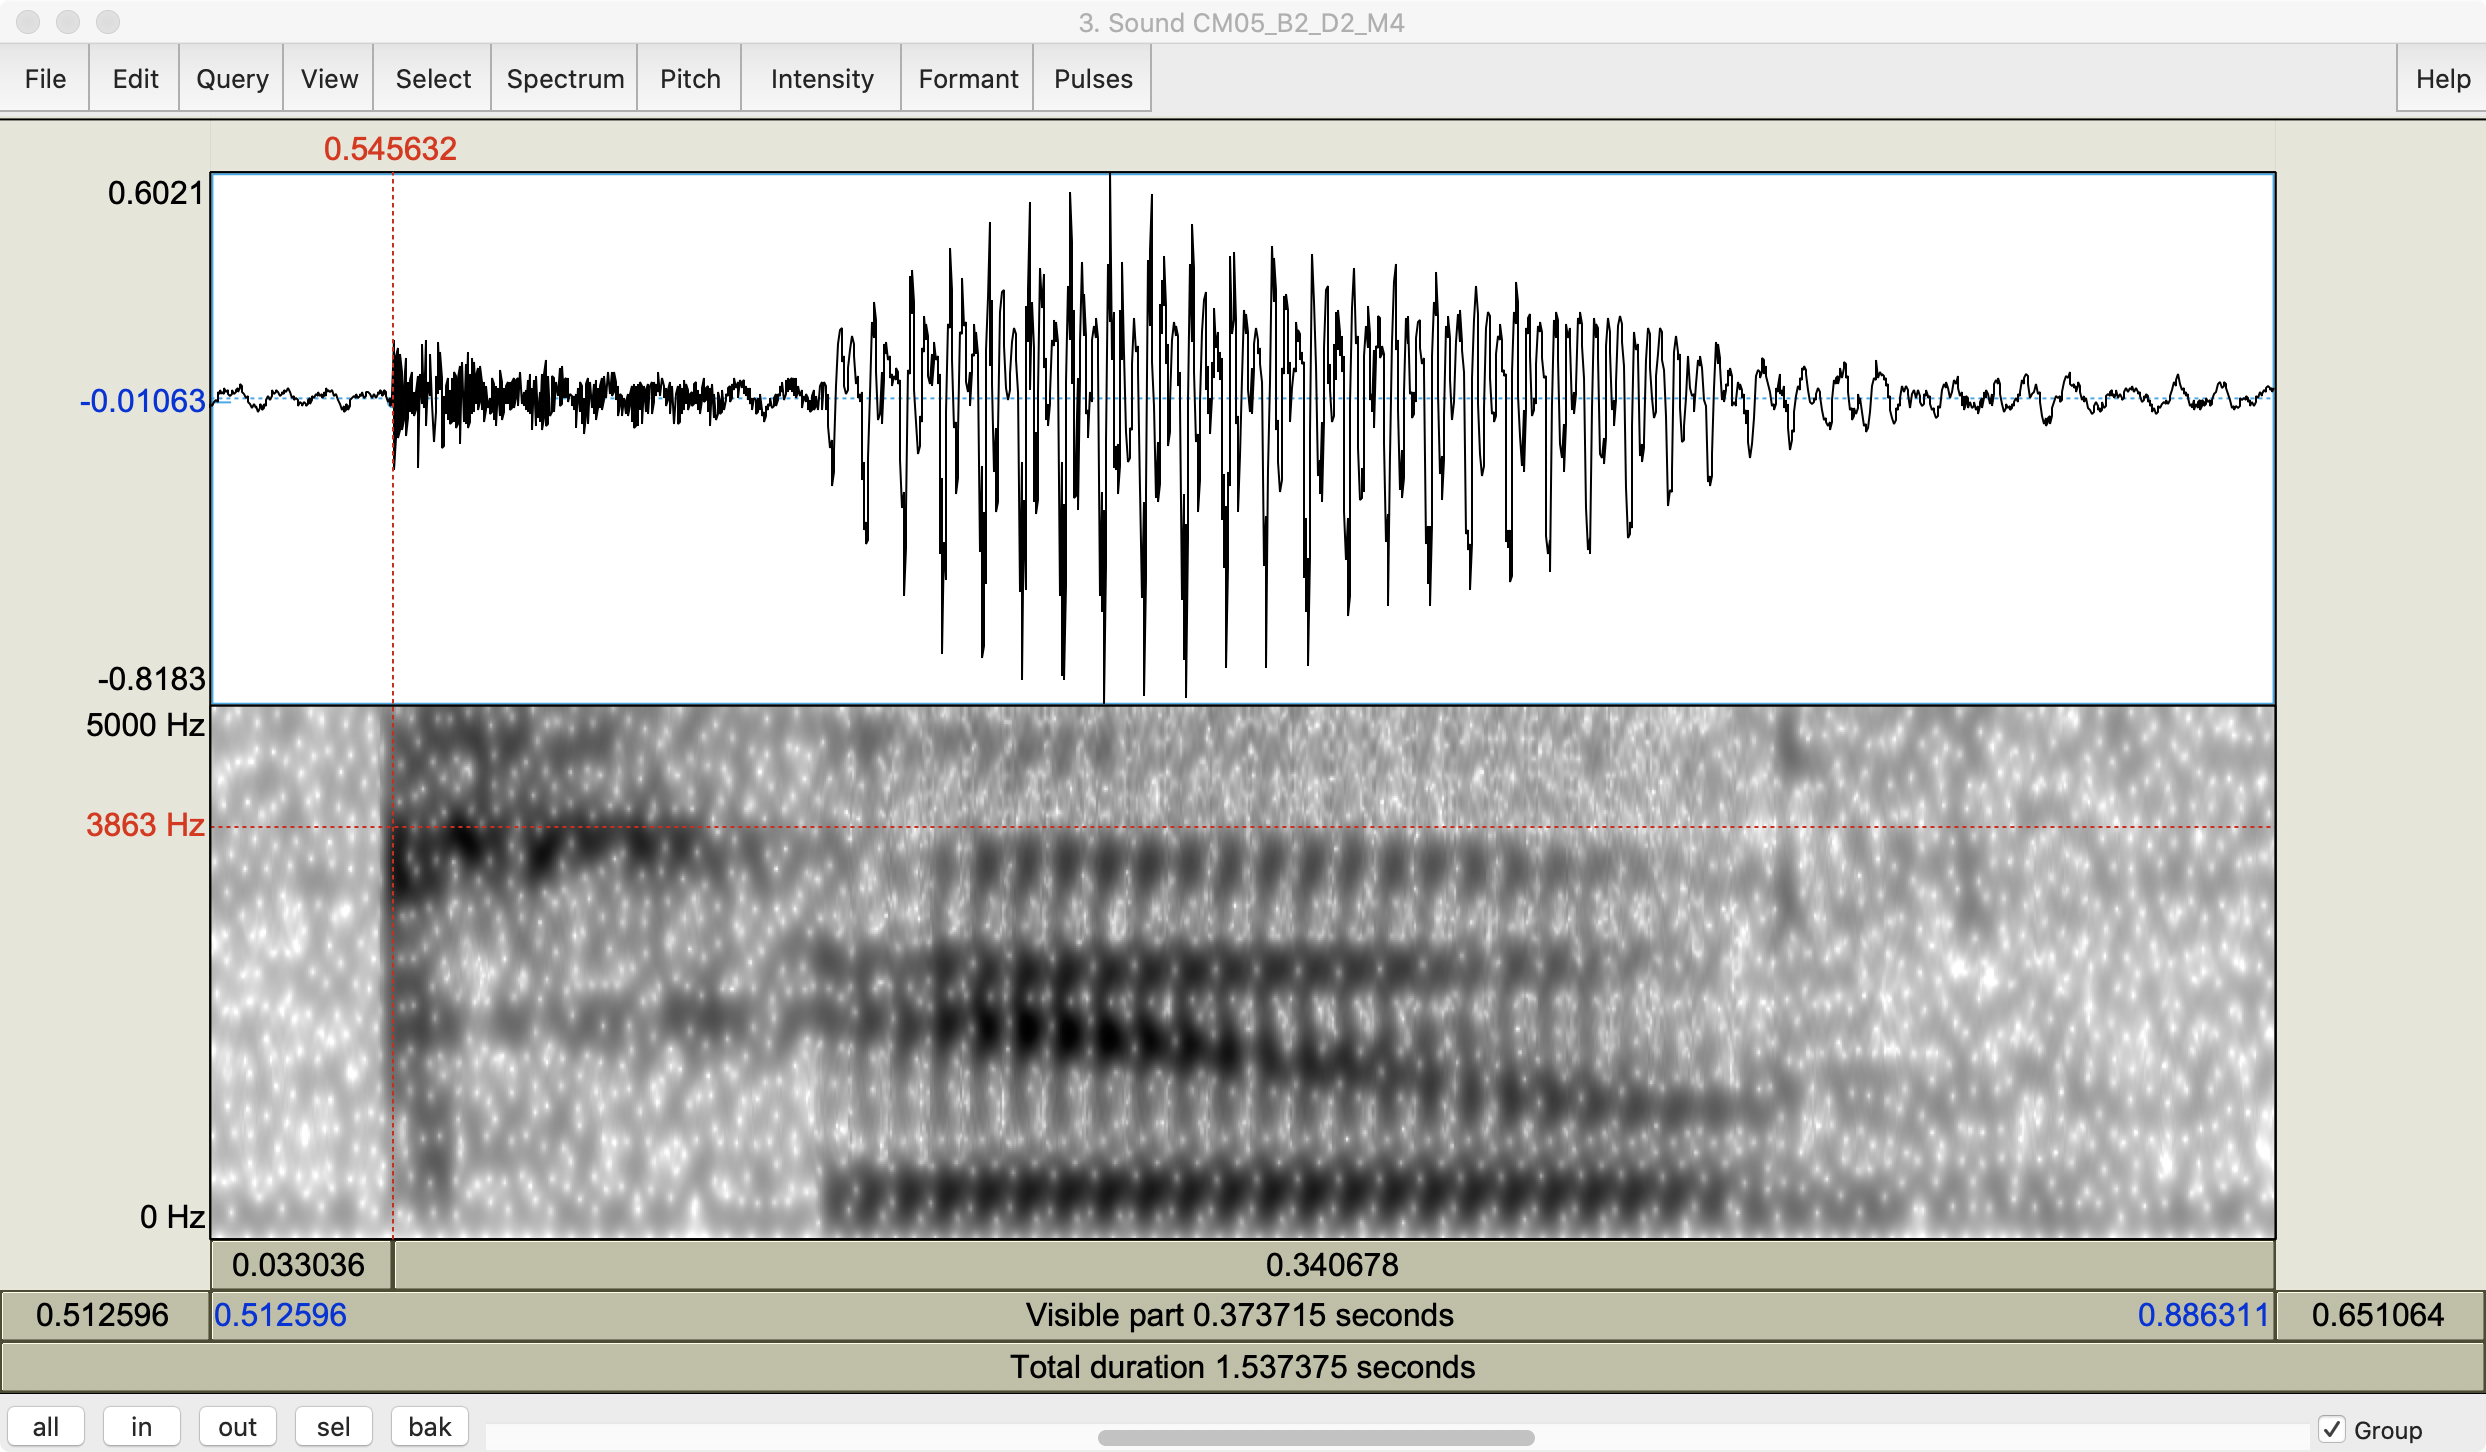 3. Sound CM05_B2_D2_M4
File Edit Query View Select Spectrum Pitch Intensity Formant Pulses Help
0.545632
0.6021
-0.01063
-0.8183
5000 Hz
3863 Hz
0 Hz
0.033036 0.340678
0.512596 0.512596 Visible part 0.373715 seconds 0.886311 0.651064
Total duration 1.537375 seconds
all in out sel bak Group